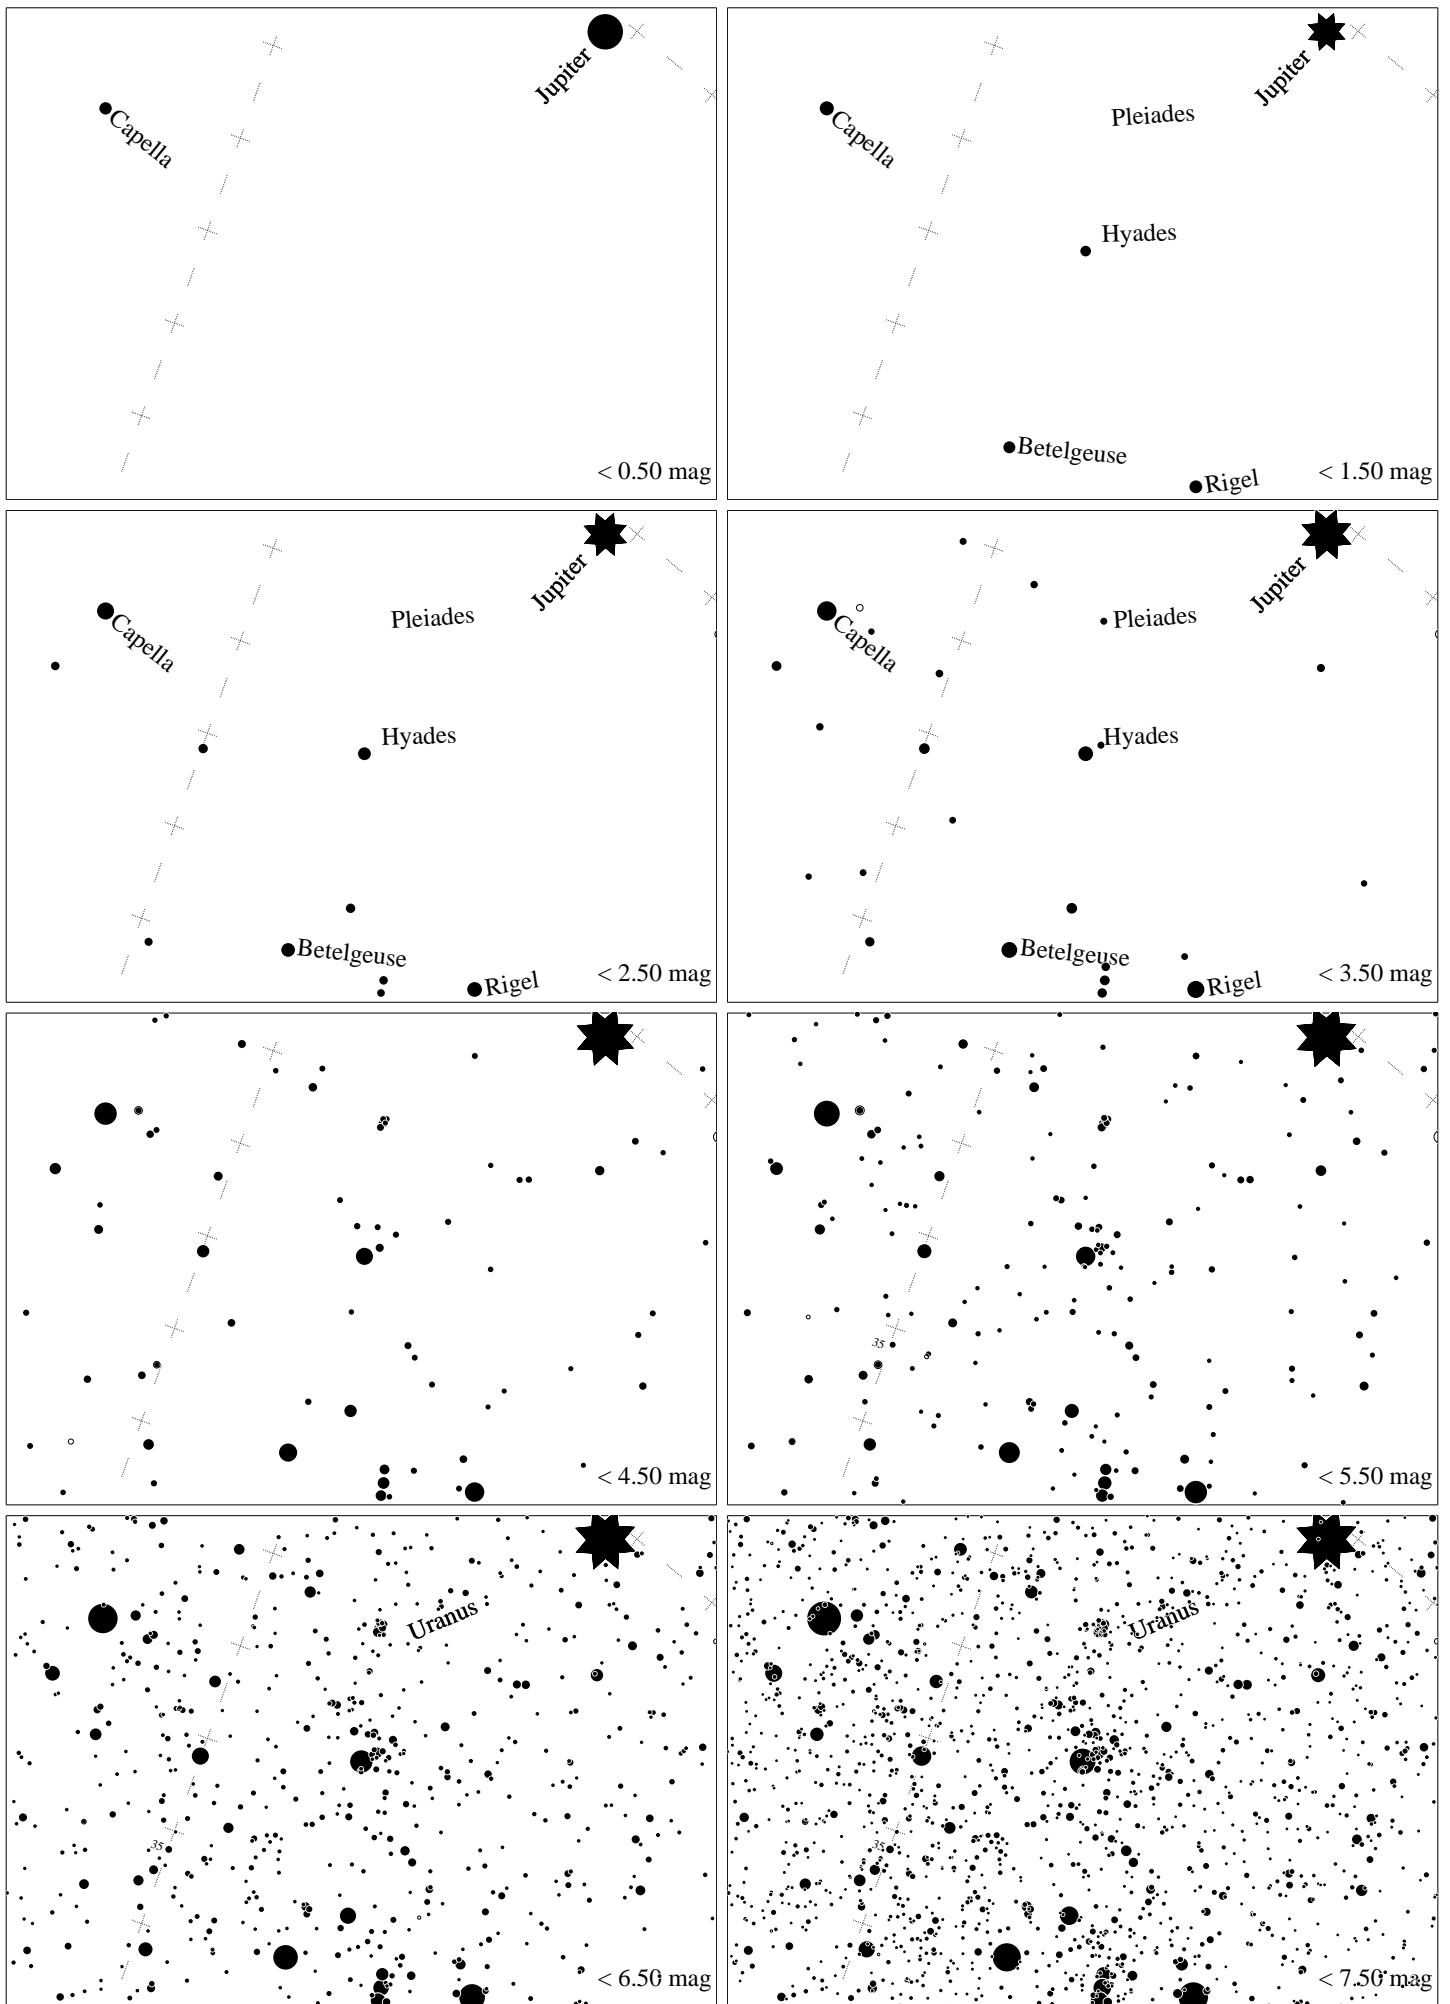 Jupiter
Capella
< 0.50 mag
Jupiter
Pleiades
Capella
Hyades
Betelgeuse
Rigel
< 1.50 mag
Jupiter
Pleiades
Capella
Hyades
Betelgeuse
Rigel
< 2.50 mag
Jupiter
Pleiades
Capella
Hyades
Betelgeuse
Rigel
< 3.50 mag
< 4.50 mag
35
< 5.50 mag
Uranus
35
< 6.50 mag
Uranus
35
< 7.50 mag